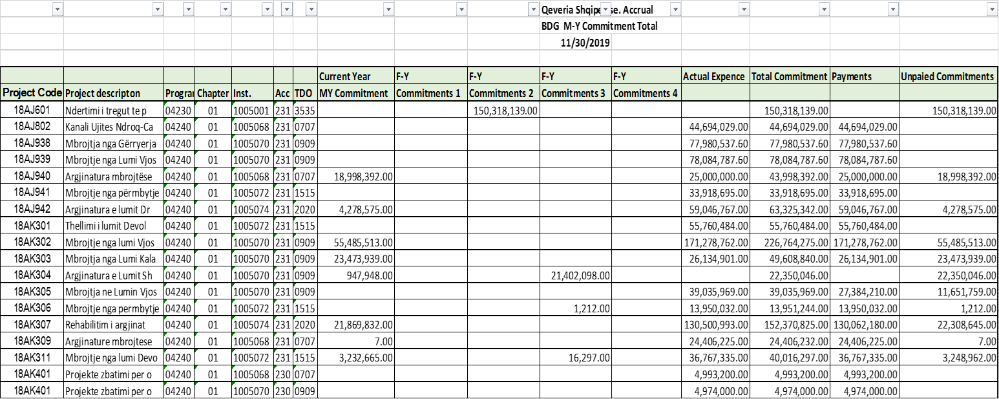 Qeveria Shqipe se. Accrual
BDG M-Y Commitment Total
11/30/2019
Current Year F-Y F-Y F-Y F-Y Actual Expence Total Commitment Payments Unpaied Commitments
Project Code Project descripton Progra Chapter Inst. Acc TDO MY Commitment Commitments 1 Commitments 2 Commitments 3 Commitments 4
18AJ601 Ndertimi i tregut te p 04230 01 1005001 231 3535 150,318,139.00 150,318,139.00 150,318,139.00
18AJ802 Kanali Ujites Ndroq-Ca 04240 01 1005068 231 0707 44,694,029.00 44,694,029.00 44,694,029.00
18AJ938 Mbrojtja nga Gërryerja 04240 01 1005070 231 0909 77,980,537.60 77,980,537.60 77,980,537.60
18AJ939 Mbrojtje nga Lumi Vjos 04240 01 1005070 231 0909 78,084,787.60 78,084,787.60 78,084,787.60
18AJ940 Argjinatura mbrojtëse 04240 01 1005068 231 0707 18,998,392.00 25,000,000.00 43,998,392.00 25,000,000.00 18,998,392.00
18AJ941 Mbrojtje nga përmbytje 04240 01 1005072 231 1515 33,918,695.00 33,918,695.00 33,918,695.00
18AJ942 Argjinatura e lumit Dr 04240 01 1005074 231 2020 4,278,575.00 59,046,767.00 63,325,342.00 59,046,767.00 4,278,575.00
18AK301 Thellimi i lumit Devol 04240 01 1005072 231 1515 55,760,484.00 55,760,484.00 55,760,484.00
18AK302 Mbrojtje nga lumi Vjos 04240 01 1005070 231 0909 55,485,513.00 171,278,762.00 226,764,275.00 171,278,762.00 55,485,513.00
18AK303 Mbrojtja nga Lumi Kala 04240 01 1005070 231 0909 23,473,939.00 26,134,901.00 49,608,840.00 26,134,901.00 23,473,939.00
18AK304 Argjinatura e Lumit Sh 04240 01 1005070 231 0909 947,948.00 21,402,098.00 22,350,046.00 22,350,046.00
18AK305 Mbrojtja ne Lumin Vjos 04240 01 1005070 231 0909 39,035,969.00 39,035,969.00 27,384,210.00 11,651,759.00
18AK306 Mbrojtja nga permbytje 04240 01 1005072 231 1515 1,212.00 13,950,032.00 13,951,244.00 13,950,032.00 1,212.00
18AK307 Rehabilitim i argjinat 04240 01 1005074 231 2020 21,869,832.00 130,500,993.00 152,370,825.00 130,062,180.00 22,308,645.00
18AK309 Argjinature mbrojtese 04240 01 1005068 231 0707 7.00 24,406,225.00 24,406,232.00 24,406,225.00 7.00
18AK311 Mbrojtje nga lumi Devo 04240 01 1005072 231 1515 3,232,665.00 16,297.00 36,767,335.00 40,016,297.00 36,767,335.00 3,248,962.00
18AK401 Projekte zbatimi per o 04240 01 1005068 230 0707 4,993,200.00 4,993,200.00 4,993,200.00
18AK401 Projekte zbatimi per o 04240 01 1005070 230 0909 4,974,000.00 4,974,000.00 4,974,000.00